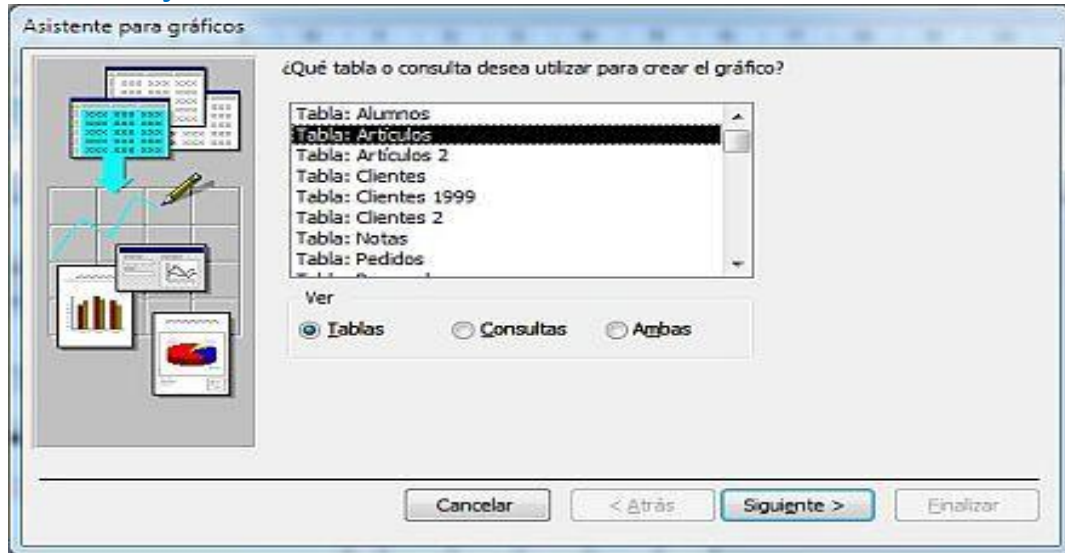 Asistente para gráficos
¿Qué tabla o consulta desea utilizar para crear el gráfico?
Tabla: Alumnos
Tabla: Artículos
Tabla: Artículos 2
Tabla: Clientes
Tabla: Clientes 1999
Tabla: Clientes 2
Tabla: Notas
Tabla: Pedidos
Ver
Tablas Consultas Ambas
Cancelar < Atrás Siguiente > Finalizar